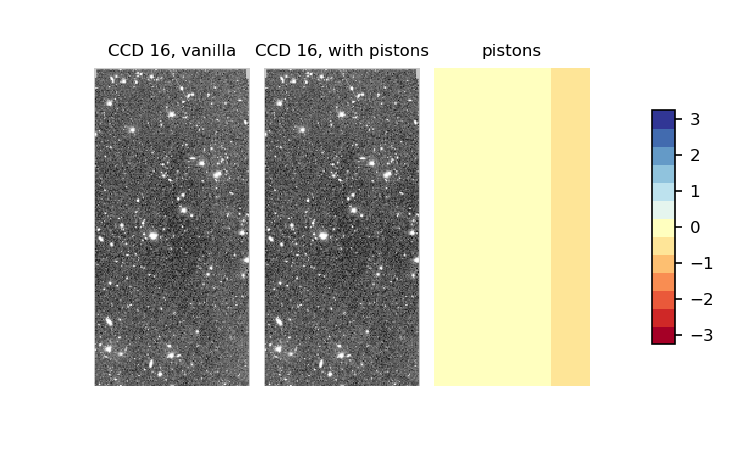 CCD 16, vanilla
CCD 16, with pistons
pistons
3
2
1
0
−1
−2
−3